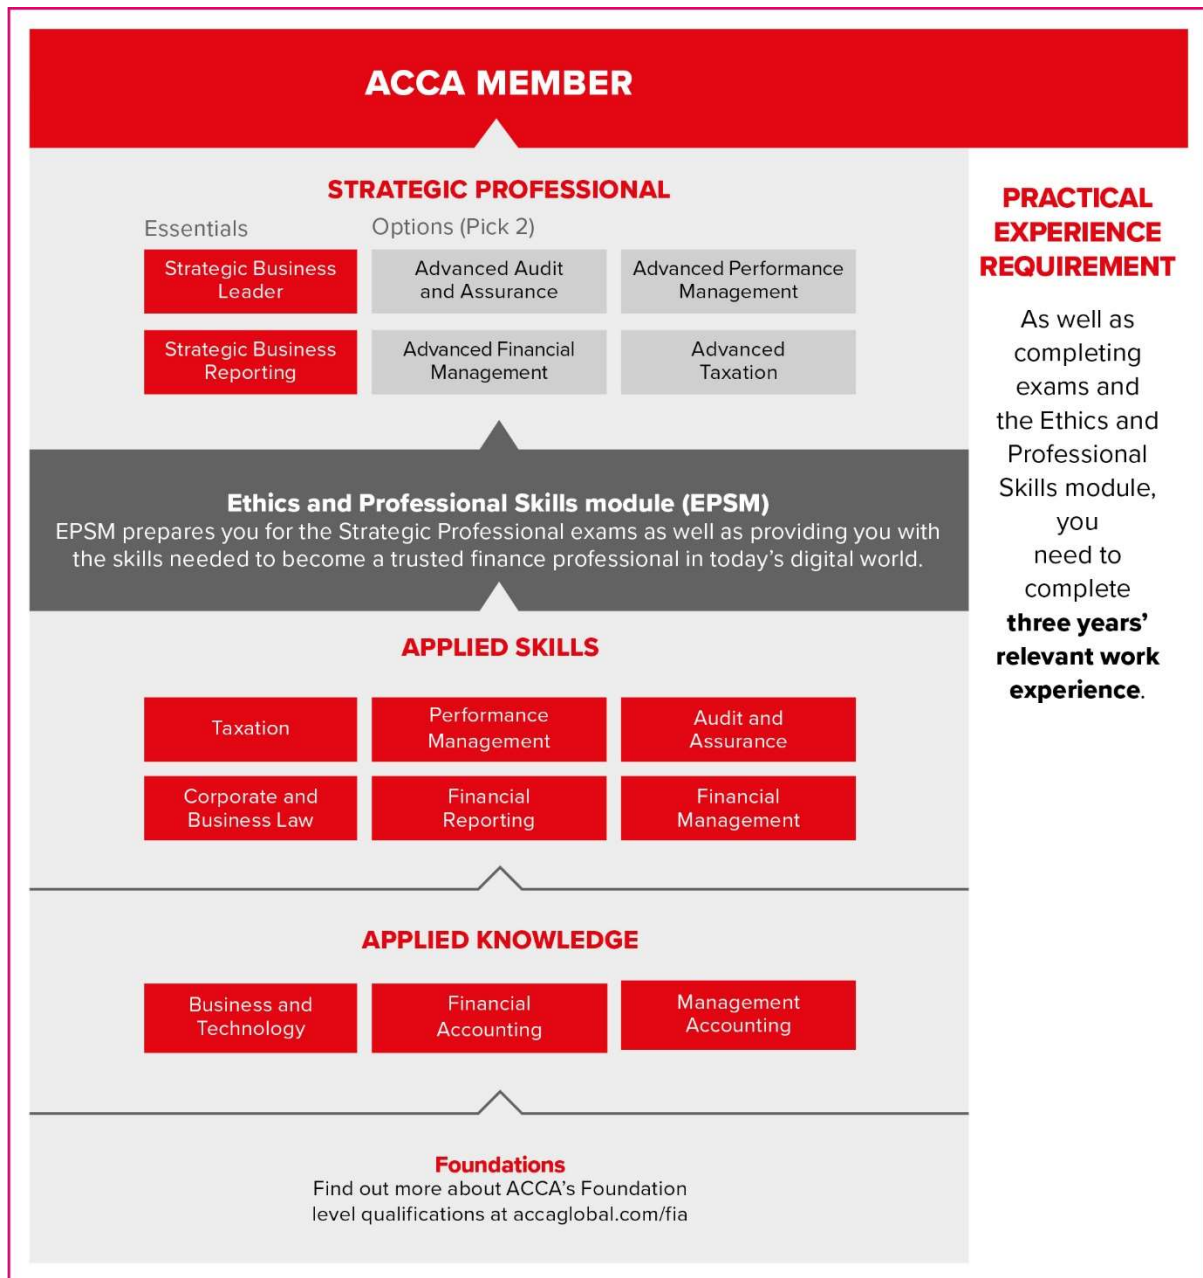 ACCA MEMBER
STRATEGIC PROFESSIONAL
Essentials
Options (Pick 2)
Strategic Business
Leader
Advanced Audit
and Assurance
Advanced Performance
Management
Strategic Business
Reporting
Advanced Financial
Management
Advanced
Taxation
Ethics and Professional Skills module (EPSM)
EPSM prepares you for the Strategic Professional exams as well as providing you with
the skills needed to become a trusted finance professional in today’s digital world.
APPLIED SKILLS
Taxation
Performance
Management
Audit and
Assurance
Corporate and
Business Law
Financial
Reporting
Financial
Management
APPLIED KNOWLEDGE
Business and
Technology
Financial
Accounting
Management
Accounting
Foundations
Find out more about ACCA’s Foundation
level qualifications at accaglobal.com/fia
PRACTICAL
EXPERIENCE
REQUIREMENT
As well as
completing
exams and
the Ethics and
Professional
Skills module,
you
need to
complete
three years’
relevant work
experience.